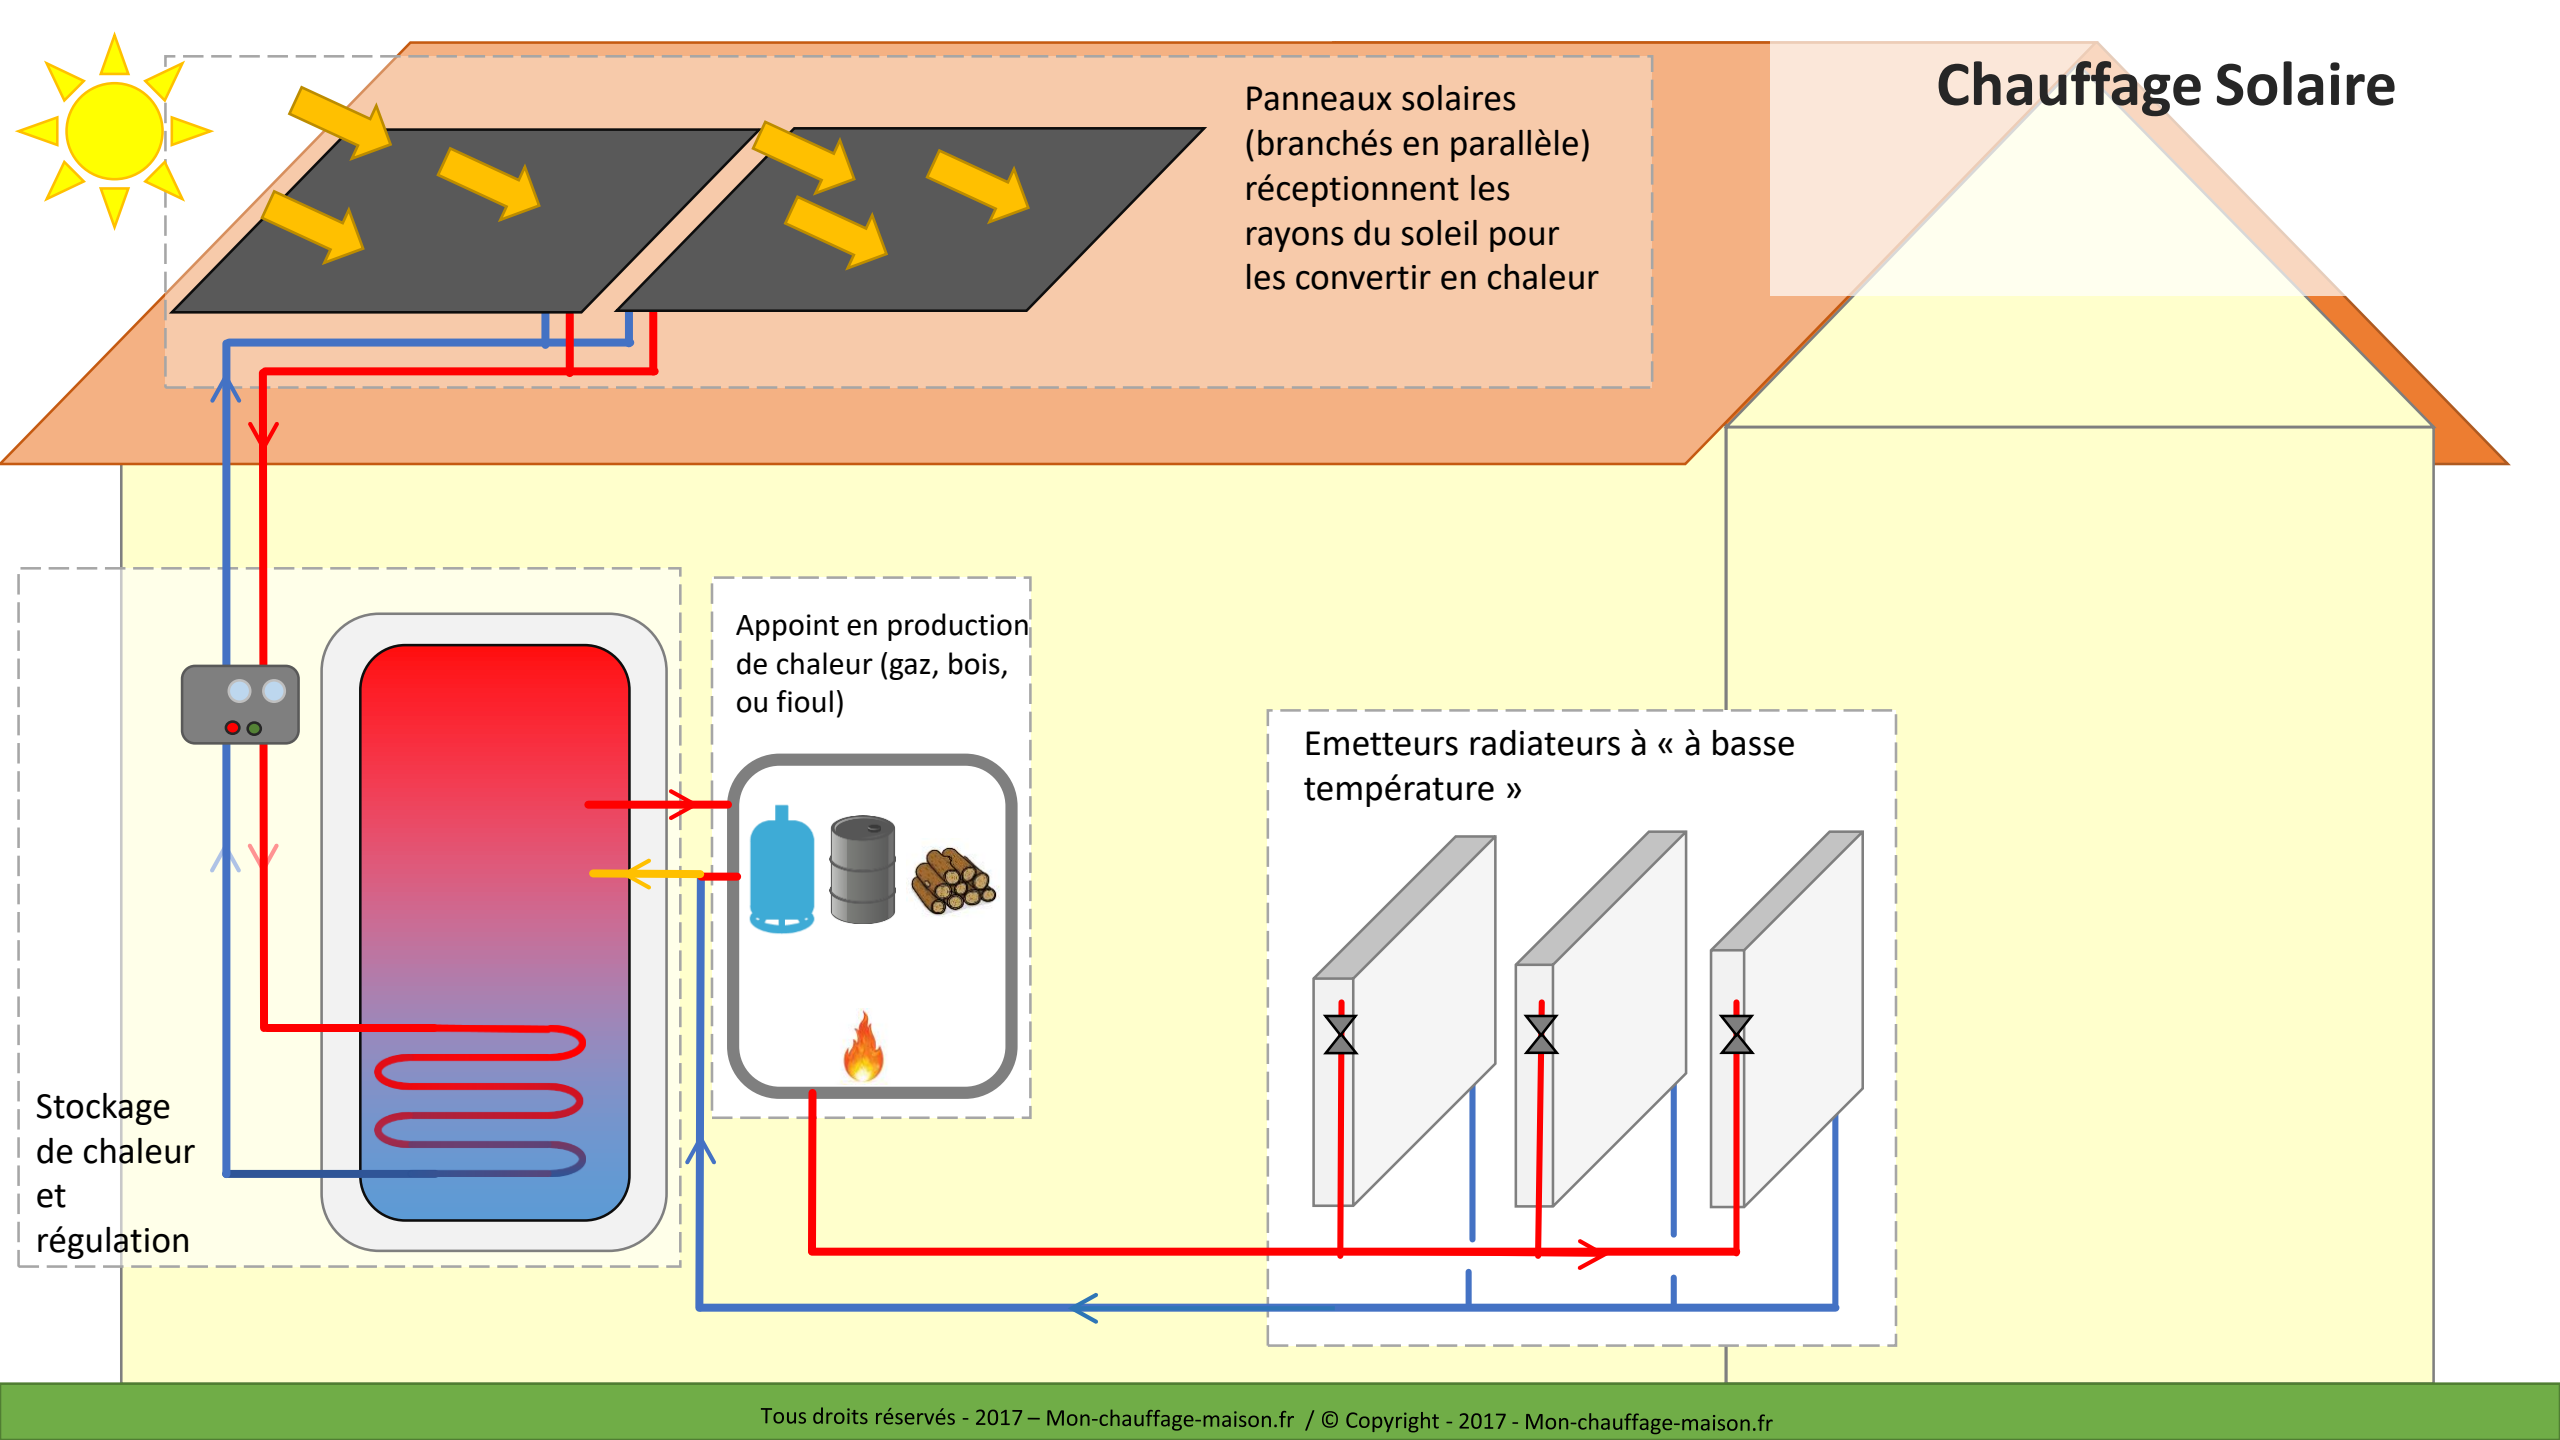 Chauffage Solaire
Panneaux solaires
(branchés en parallèle)
réceptionnent les
rayons du soleil pour
les convertir en chaleur
Appoint en production
de chaleur (gaz, bois,
ou fioul)
Emetteurs radiateurs à « à basse
température »
Stockage
de chaleur
et
régulation
Tous droits réservés - 2017 – Mon-chauffage-maison.fr / © Copyright - 2017 - Mon-chauffage-maison.fr